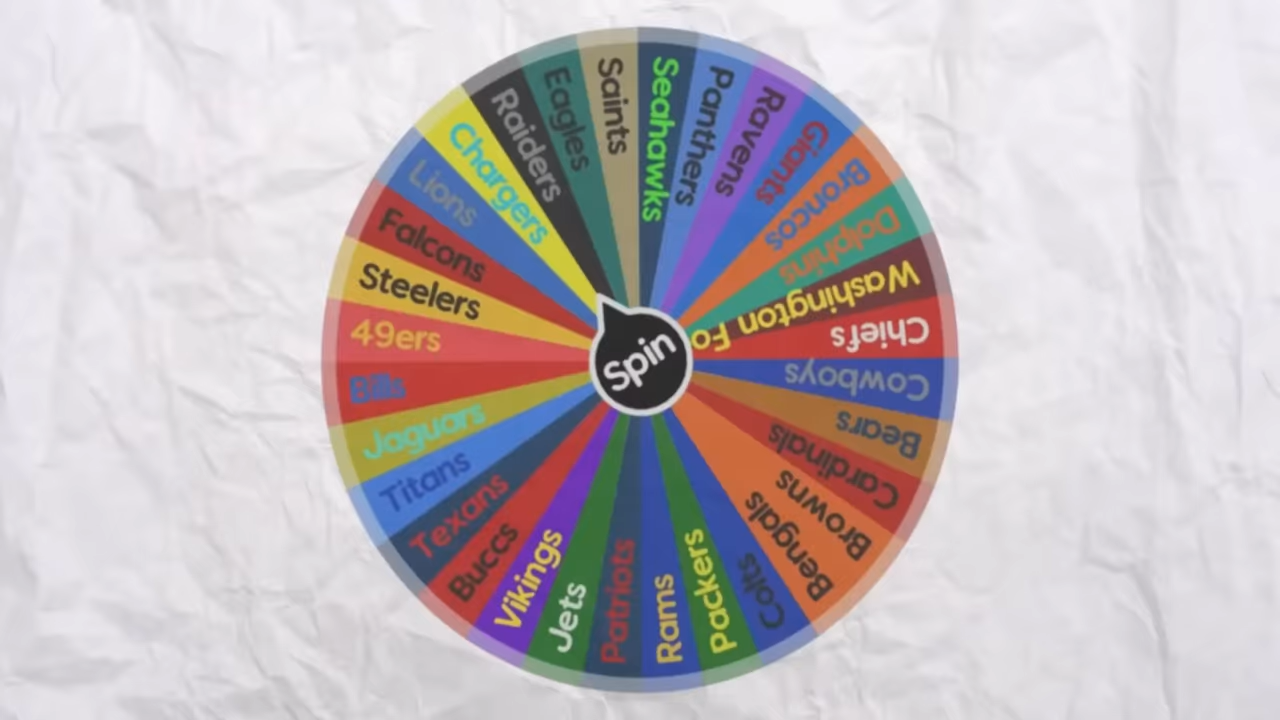 Seahawks
Panthers
Ravens
Giants
Broncos
Dolphins
Washington Fo
Chiefs
Cowboys
Bears
Cardinals
Browns
Bengals
Colts
Packers
Rams
Patriots
Jets
Vikings
Buccs
Texans
Titans
Jaguars
Bills
49ers
Steelers
Falcons
Lions
Chargers
Raiders
Eagles
Saints
Spin